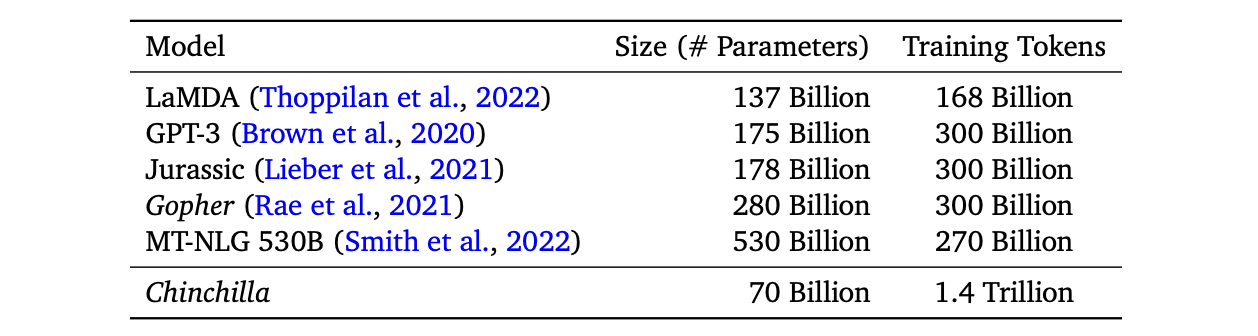 Model Size (# Parameters) Training Tokens
LaMDA (Thoppilan et al., 2022) 137 Billion 168 Billion
GPT-3 (Brown et al., 2020) 175 Billion 300 Billion
Jurassic (Lieber et al., 2021) 178 Billion 300 Billion
Gopher (Rae et al., 2021) 280 Billion 300 Billion
MT-NLG 530B (Smith et al., 2022) 530 Billion 270 Billion
Chinchilla 70 Billion 1.4 Trillion